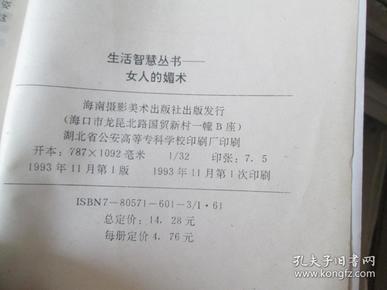 生活智慧丛书——
女人的媚术
海南摄影美术出版社出版发行
(海口市龙昆北路国贸新村一幢B座)
湖北省公安高等专科学校印刷厂印刷
开本:787×1092毫米 1/32 印张:7.5
1993年11月第1版 1993年11月第1次印刷
ISBN7-80571-601-3/I·61
总定价:14.28元
每册定价4.76元
孔夫子旧书网